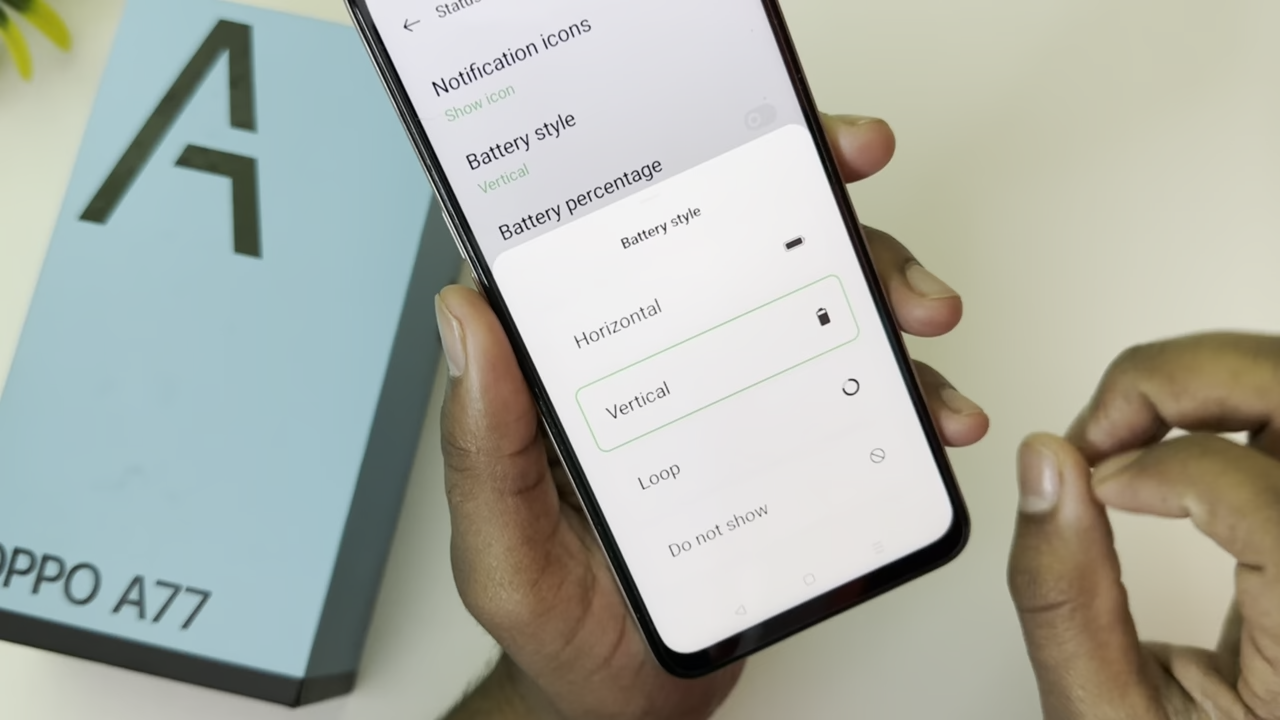 A
OPPO A77
Notification icons
Show icon
Battery style
Vertical
Battery percentage
Battery style
Horizontal
Vertical
Loop
Do not show